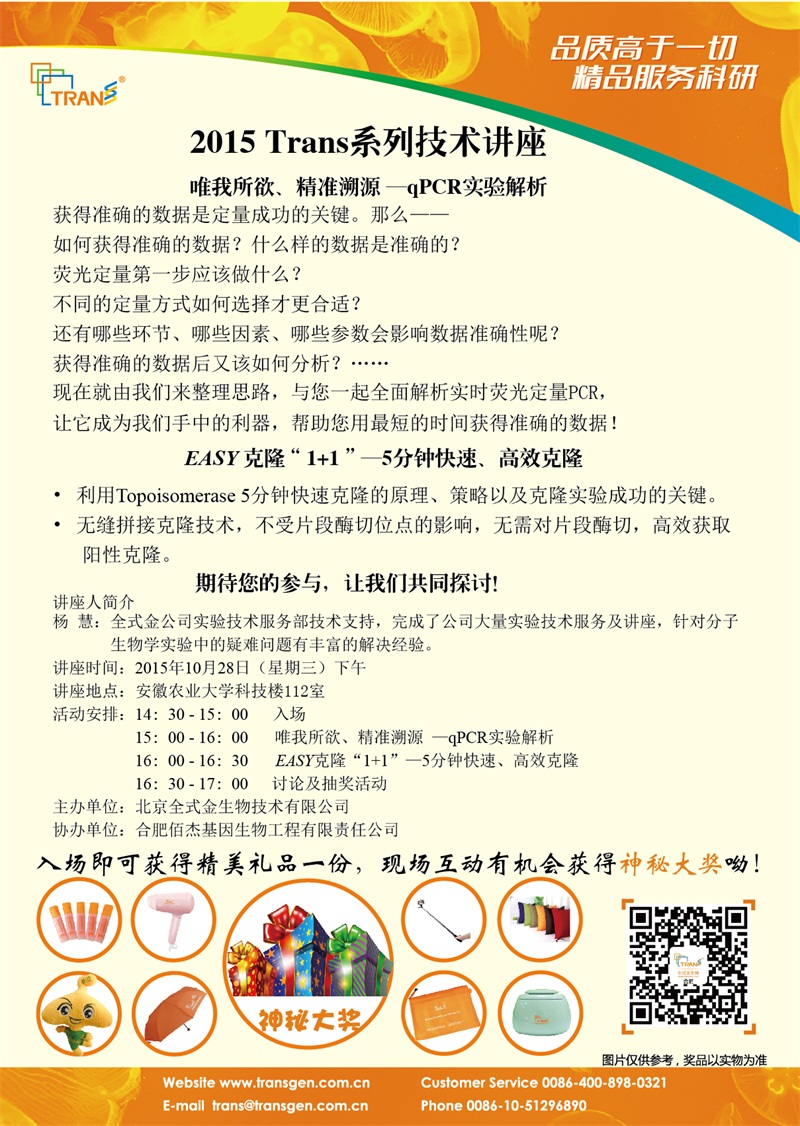 品质高于一切
精品服务科研
TRANS®
2015 Trans系列技术讲座
唯我所欲、精准溯源 —qPCR实验解析
获得准确的数据是定量成功的关键。那么——
如何获得准确的数据？什么样的数据是准确的？
荧光定量第一步应该做什么？
不同的定量方式如何选择才更合适？
还有哪些环节、哪些因素、哪些参数会影响数据准确性呢？
获得准确的数据后又该如何分析？……
现在就由我们来整理思路，与您一起全面解析实时荧光定量PCR，
让它成为我们手中的利器，帮助您用最短的时间获得准确的数据！
EASY 克隆“ 1+1 ”—5分钟快速、高效克隆
• 利用Topoisomerase 5分钟快速克隆的原理、策略以及克隆实验成功的关键。
• 无缝拼接克隆技术，不受片段酶切位点的影响，无需对片段酶切，高效获取
阳性克隆。
期待您的参与，让我们共同探讨!
讲座人简介
杨 慧：全式金公司实验技术服务部技术支持，完成了公司大量实验技术服务及讲座，针对分子
生物学实验中的疑难问题有丰富的解决经验。
讲座时间：2015年10月28日（星期三）下午
讲座地点：安徽农业大学科技楼112室
活动安排：14：30 - 15：00 入场
15：00 - 16：00 唯我所欲、精准溯源 —qPCR实验解析
16：00 - 16：30 EASY克隆“1+1”—5分钟快速、高效克隆
16：30 - 17：00 讨论及抽奖活动
主办单位：北京全式金生物技术有限公司
协办单位：合肥佰杰基因生物工程有限责任公司
入场即可获得精美礼品一份，现场互动有机会获得神秘大奖呦！
神秘大奖
TRANS
图片仅供参考，奖品以实物为准
Website www.transgen.com.cn Customer Service 0086-400-898-0321
E-mail trans@transgen.com.cn Phone 0086-10-51296890